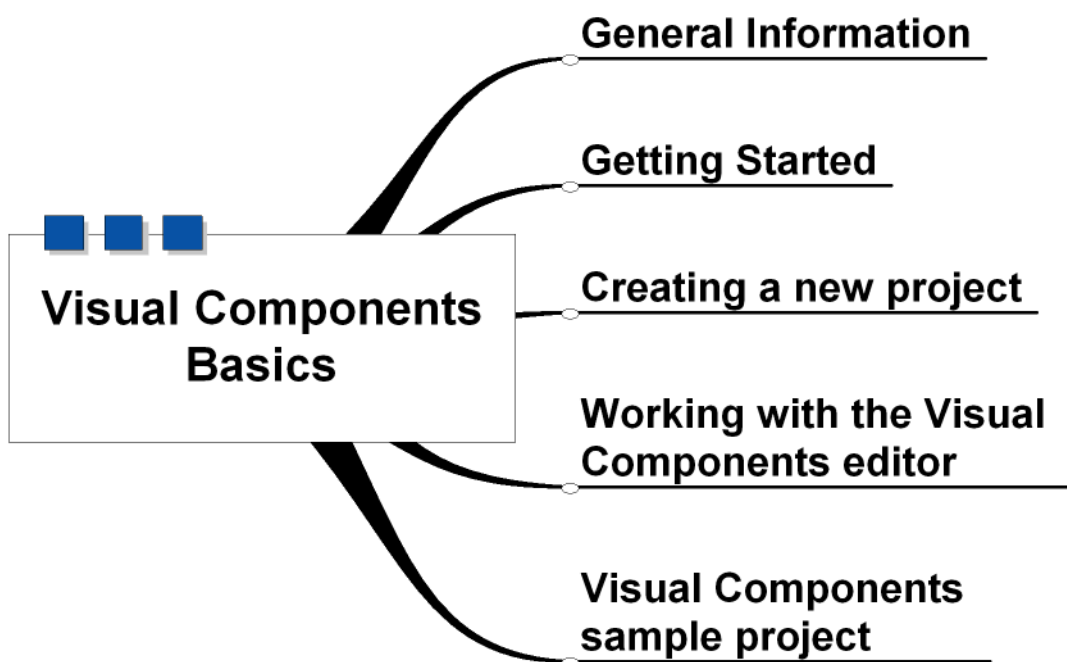 General Information
Getting Started
Visual Components
Basics
Creating a new project
Working with the Visual
Components editor
Visual Components
sample project